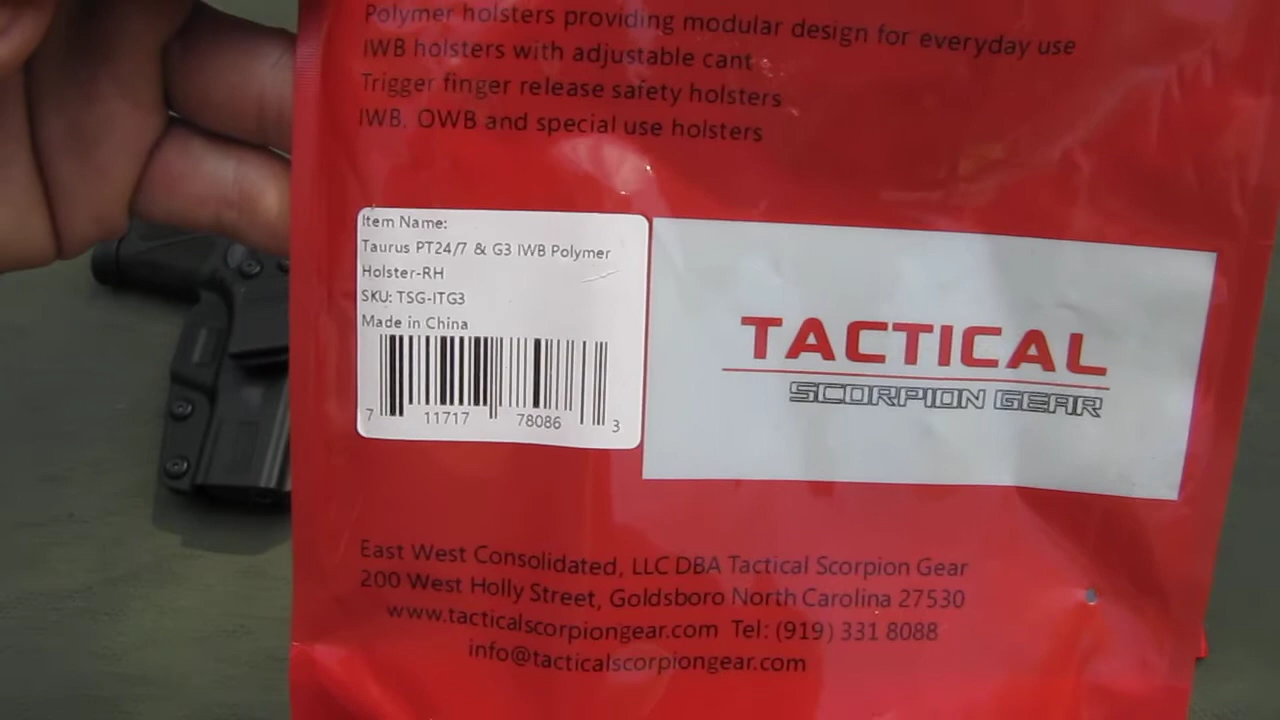 Polymer holsters providing modular design for everyday use
IWB holsters with adjustable cant
Trigger finger release safety holsters
IWB, OWB and special use holsters
Item Name:
Taurus PT24/7 & G3 IWB Polymer
Holster-RH
SKU: TSG-ITG3
Made in China
7 11717 78086 3
TACTICAL
SCORPION GEAR
East West Consolidated, LLC DBA Tactical Scorpion Gear
200 West Holly Street, Goldsboro North Carolina 27530
www.tacticalscorpiongear.com Tel: (919) 331 8088
info@tacticalscorpiongear.com